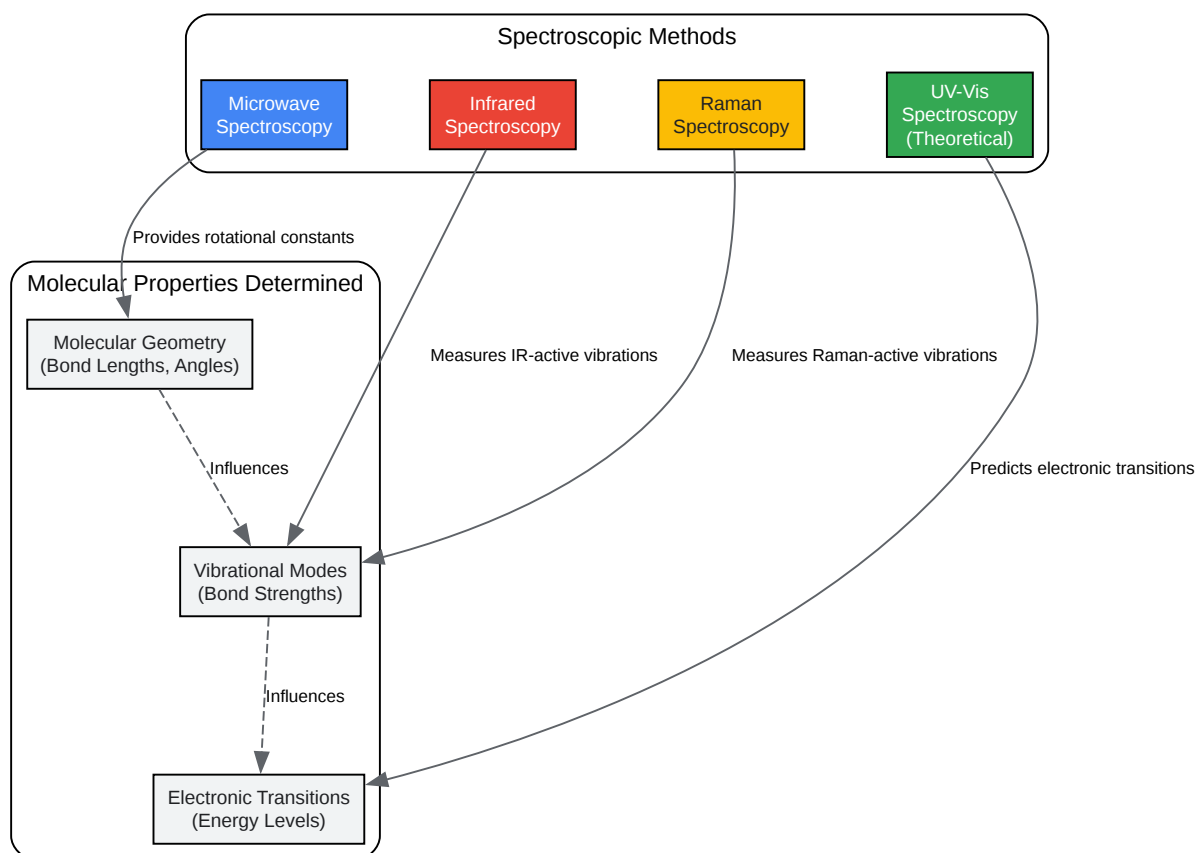 Spectroscopic Methods
Microwave
Spectroscopy
Infrared
Spectroscopy
Raman
Spectroscopy
UV-Vis
Spectroscopy
(Theoretical)
Provides rotational constants
Molecular Properties Determined
Molecular Geometry
(Bond Lengths, Angles)
Measures IR-active vibrations
Measures Raman-active vibrations
Influences
Predicts electronic transitions
Vibrational Modes
(Bond Strengths)
Influences
Electronic Transitions
(Energy Levels)